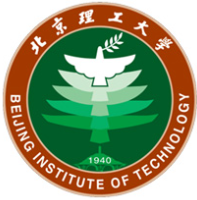 北京理工大学
1940
BEIJING INSTITUTE OF TECHNOLOGY